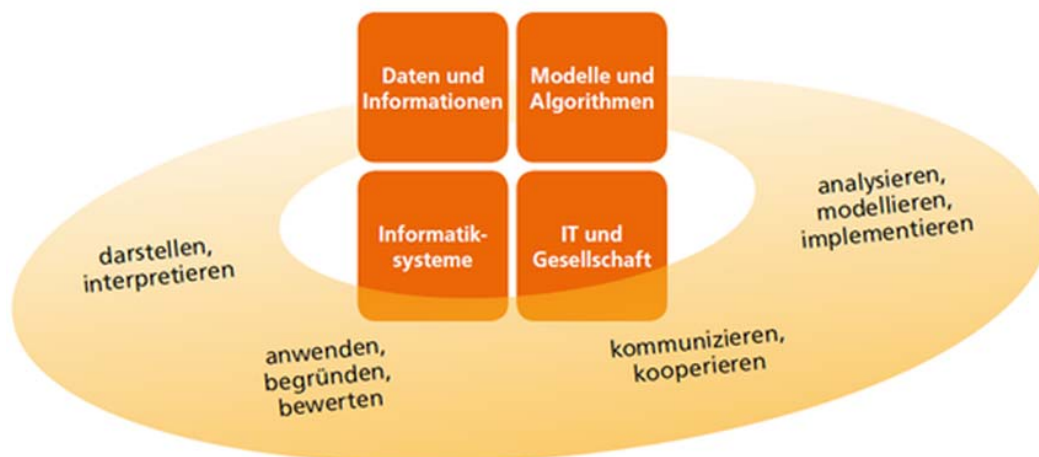 Daten und
Informationen
Modelle und
Algorithmen
Informatik-
systeme
IT und
Gesellschaft
darstellen,
interpretieren
anwenden,
begründen,
bewerten
kommunizieren,
kooperieren
analysieren,
modellieren,
implementieren